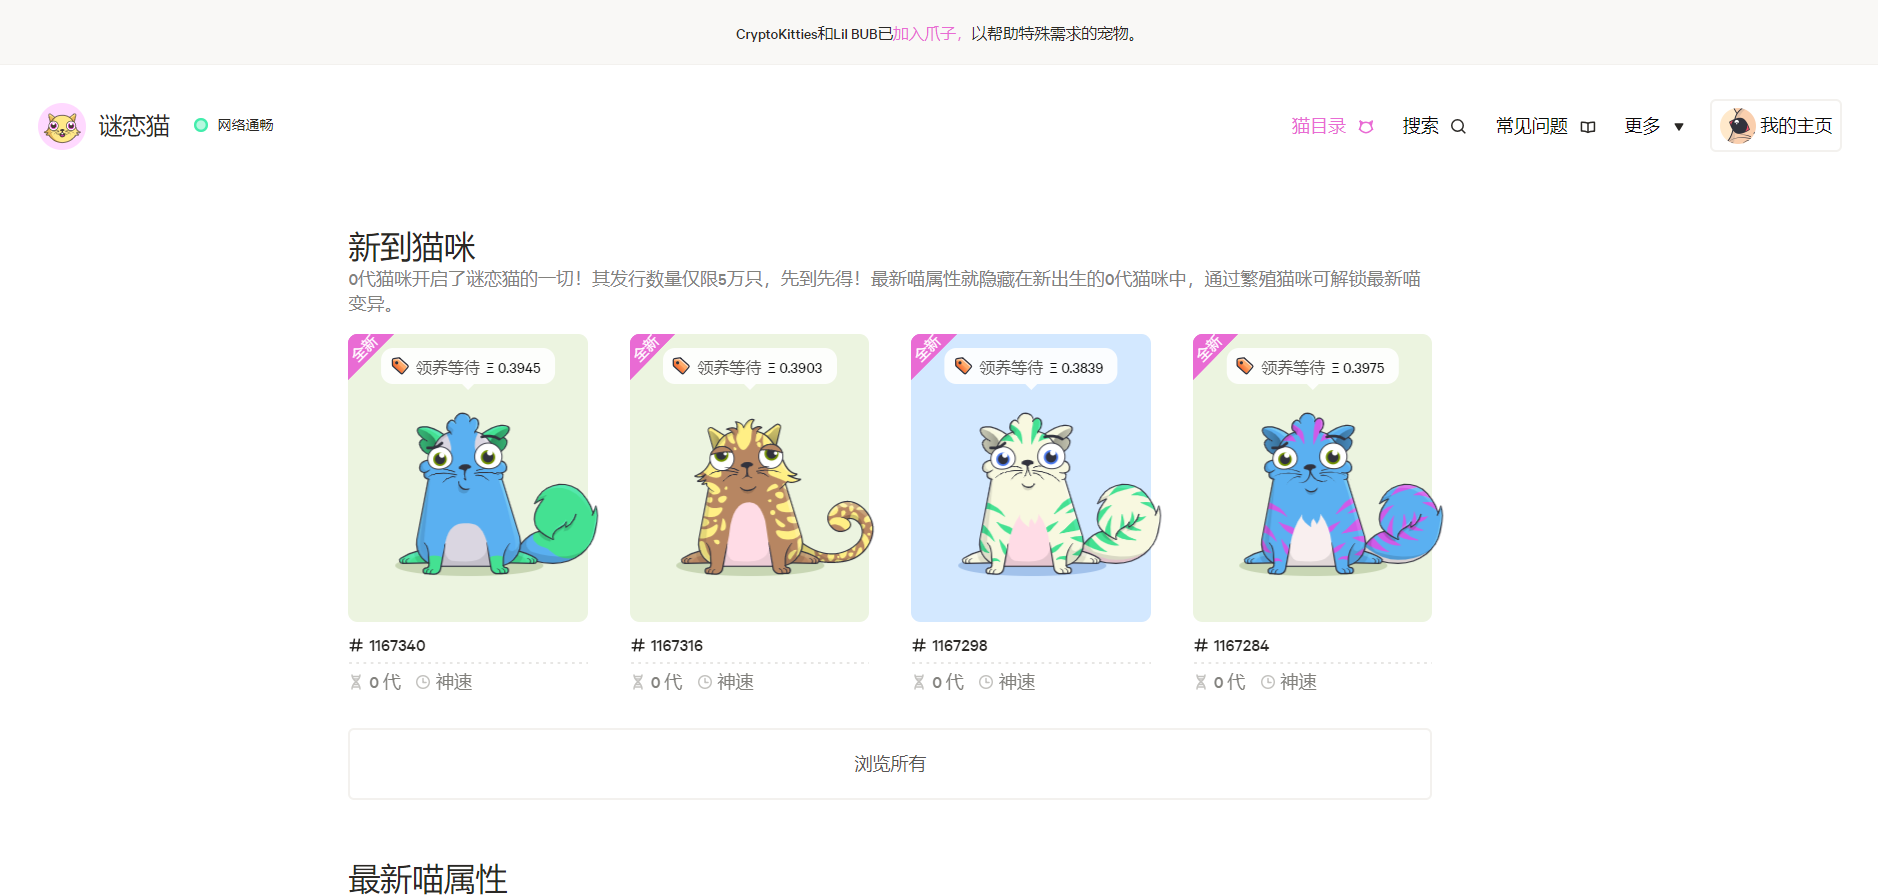 CryptoKitties和Lil BUB已加入爪子，以帮助特殊需求的宠物。
谜恋猫
网络通畅
猫目录
搜索
常见问题
更多
我的主页
新到猫咪
0代猫咪开启了谜恋猫的一切！其发行数量仅限5万只，先到先得！最新喵属性就隐藏在新出生的0代猫咪中，通过繁殖猫咪可解锁最新喵
变异。
全新
领养等待 Ξ 0.3945
全新
领养等待 Ξ 0.3903
全新
领养等待 Ξ 0.3839
全新
领养等待 Ξ 0.3975
# 1167340
# 1167316
# 1167298
# 1167284
0 代 神速
0 代 神速
0 代 神速
0 代 神速
浏览所有
最新喵属性